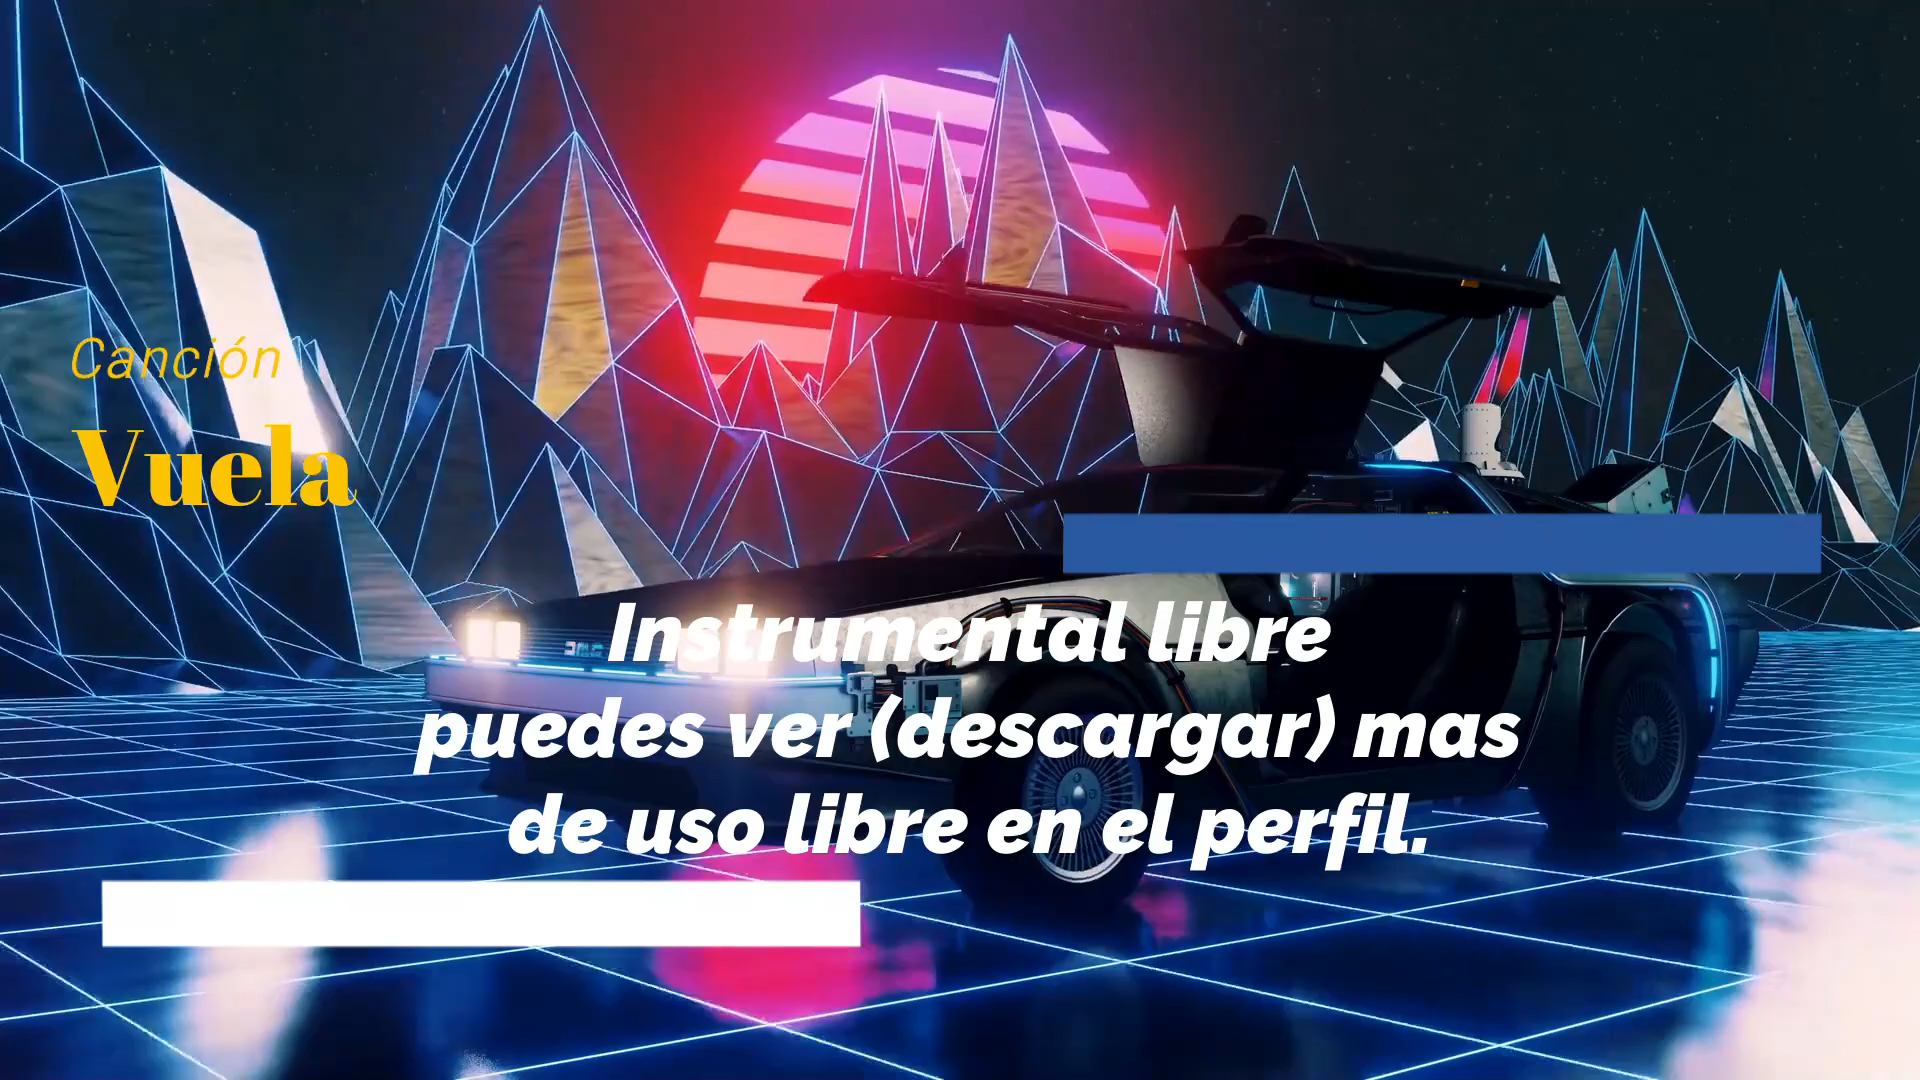 Canción
Vuela
Instrumental libre
puedes ver (descargar) mas
de uso libre en el perfil.